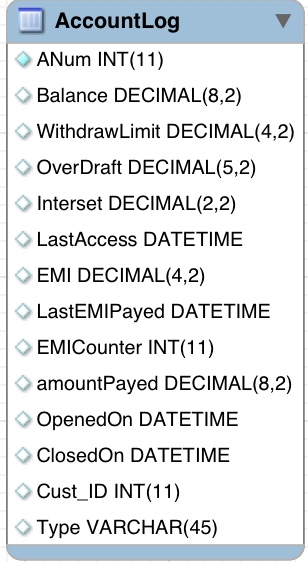 AccountLog
ANum INT(11)
Balance DECIMAL(8,2)
WithdrawLimit DECIMAL(4,2)
OverDraft DECIMAL(5,2)
Interset DECIMAL(2,2)
LastAccess DATETIME
EMI DECIMAL(4,2)
LastEMIPayed DATETIME
EMICounter INT(11)
amountPayed DECIMAL(8,2)
OpenedOn DATETIME
ClosedOn DATETIME
Cust_ID INT(11)
Type VARCHAR(45)